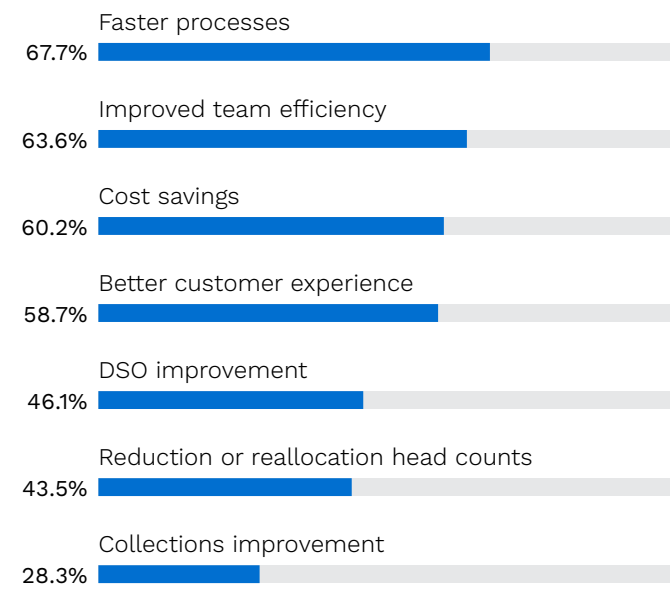 Faster processes
67.7%
Improved team efficiency
63.6%
Cost savings
60.2%
Better customer experience
58.7%
DSO improvement
46.1%
Reduction or reallocation head counts
43.5%
Collections improvement
28.3%